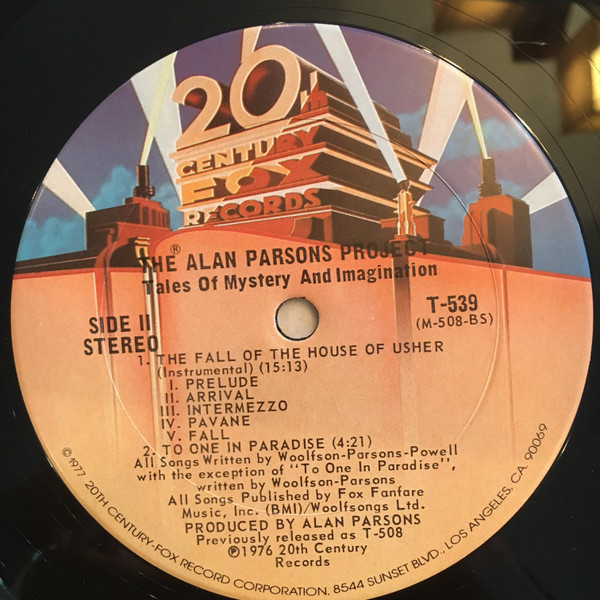 20th
CENTURY
FOX
RECORDS
®
THE ALAN PARSONS PROJECT
Tales Of Mystery And Imagination
SIDE II
STEREO
T-539
(M-508-BS)
1. THE FALL OF THE HOUSE OF USHER
(Instrumental) (15:13)
I. PRELUDE
II. ARRIVAL
III. INTERMEZZO
IV. PAVANE
V. FALL
2. TO ONE IN PARADISE (4:21)
All Songs Written by Woolfson-Parsons-Powell
with the exception of "To One In Paradise",
written by Woolfson-Parsons
All Songs Published by Fox Fanfare
Music, Inc. (BMI)/Woolfsongs Ltd.
PRODUCED BY ALAN PARSONS
Previously released as T-508
℗1976 20th Century
Records
©1977 20TH CENTURY-FOX RECORD CORPORATION, 8544 SUNSET BLVD., LOS ANGELES, CA. 90069